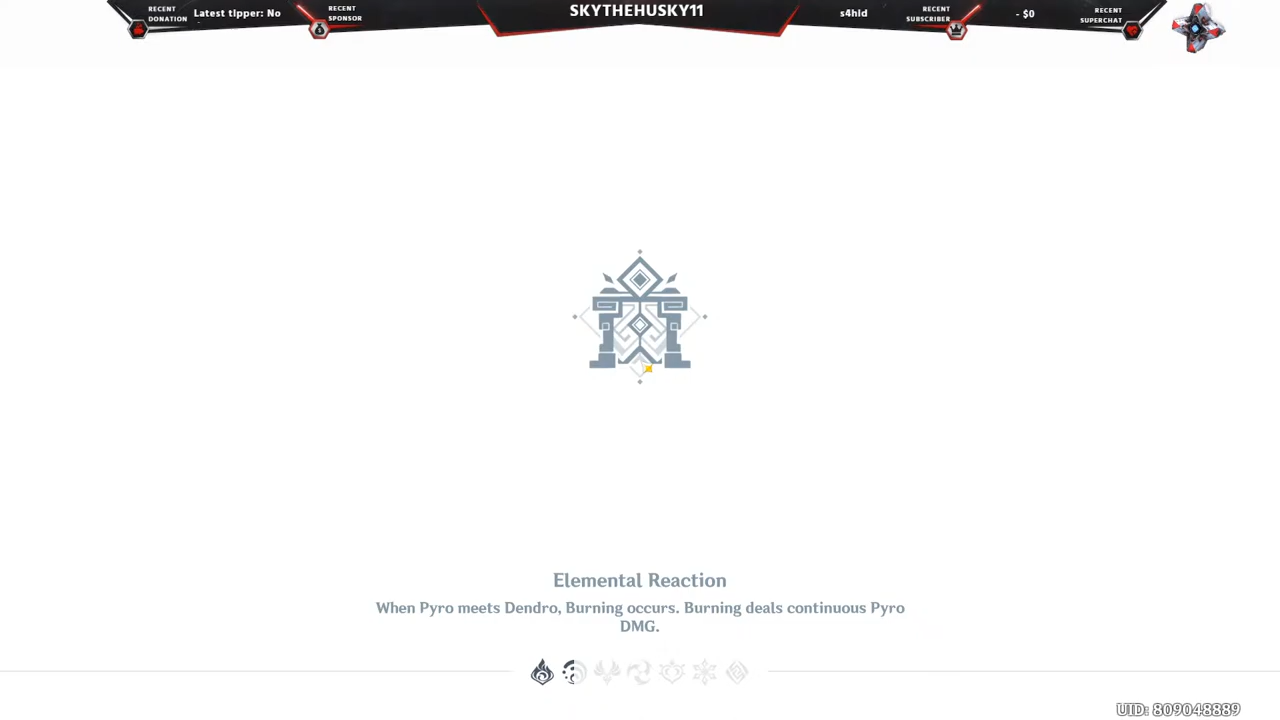 RECENT
DONATION
Latest tipper: No
-
RECENT
SPONSOR
SKYTHEHUSKY11
s4hld
RECENT
SUBSCRIBER
- $0
RECENT
SUPERCHAT
Elemental Reaction
When Pyro meets Dendro, Burning occurs. Burning deals continuous Pyro
DMG.
UID: 809048889